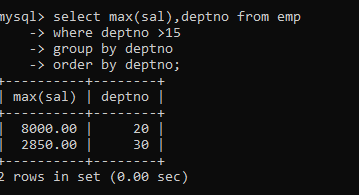 mysql> select max(sal),deptno from emp
    -> where deptno >15
    -> group by deptno
    -> order by deptno;
+----------+--------+
| max(sal) | deptno |
+----------+--------+
|  8000.00 |     20 |
|  2850.00 |     30 |
+----------+--------+
2 rows in set (0.00 sec)